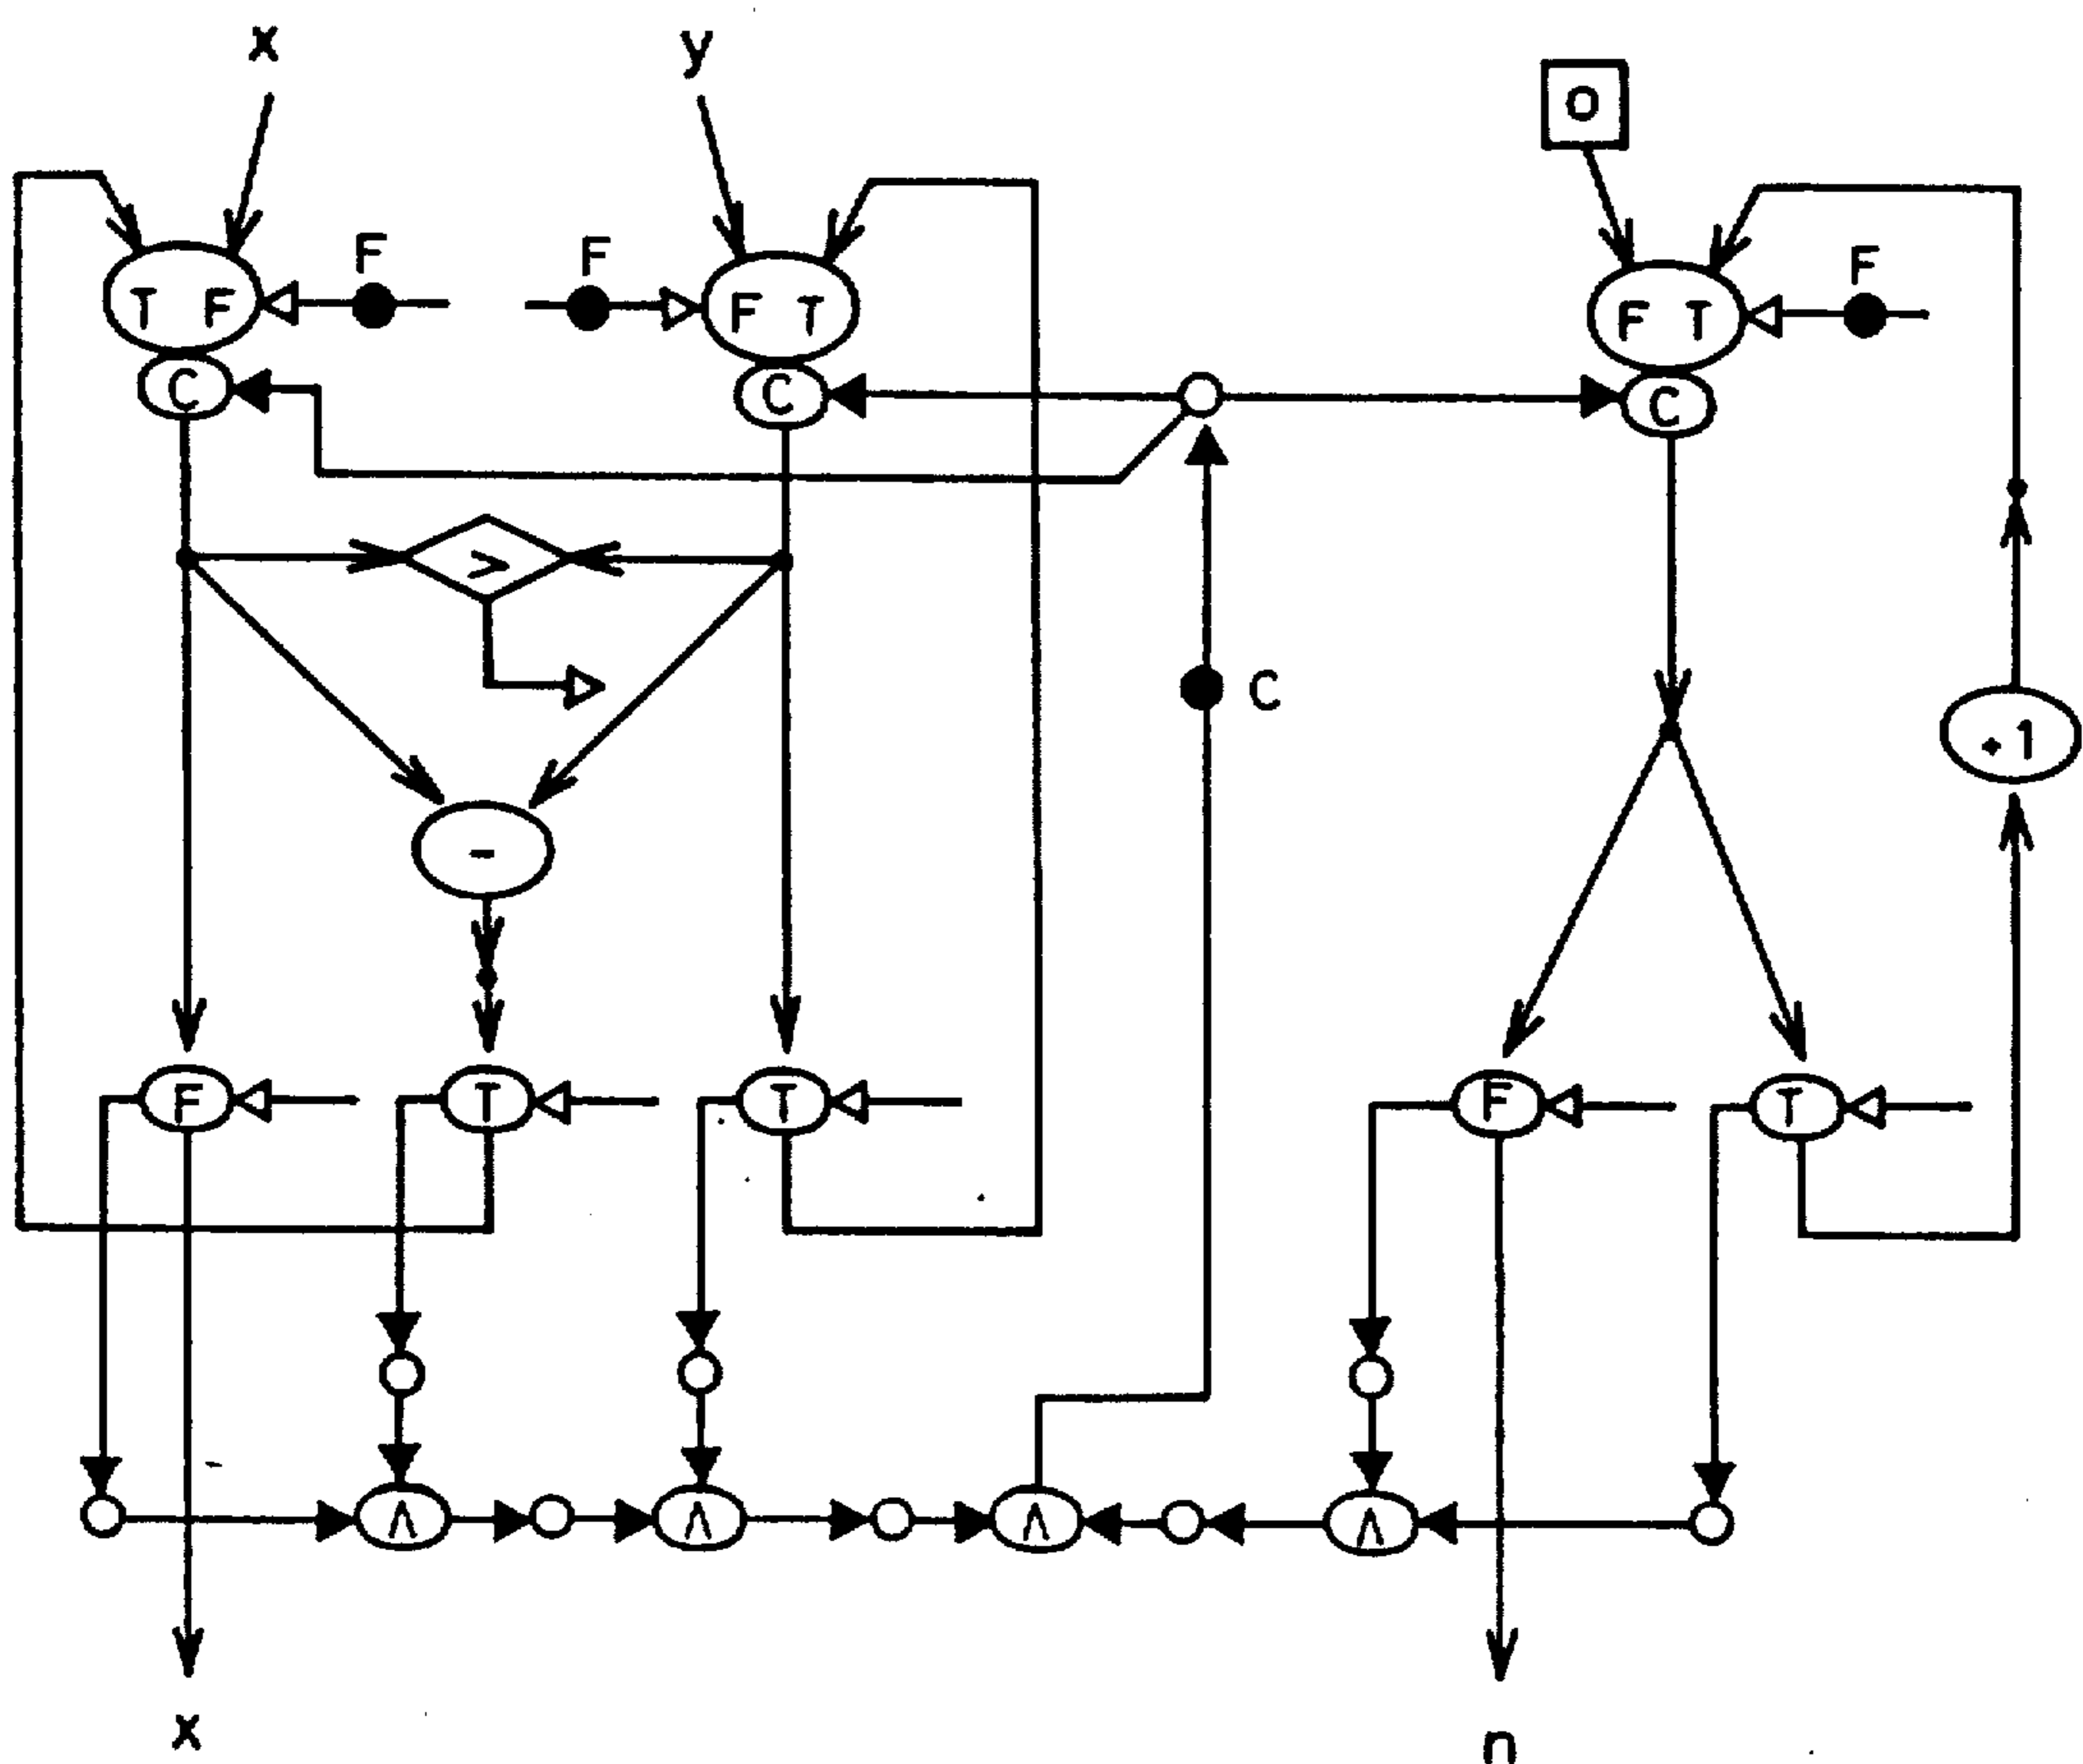 x y
0
F F F
T F F T F T
C C C
>
C
+1
-
F T T F T
Λ Λ Λ Λ
x n